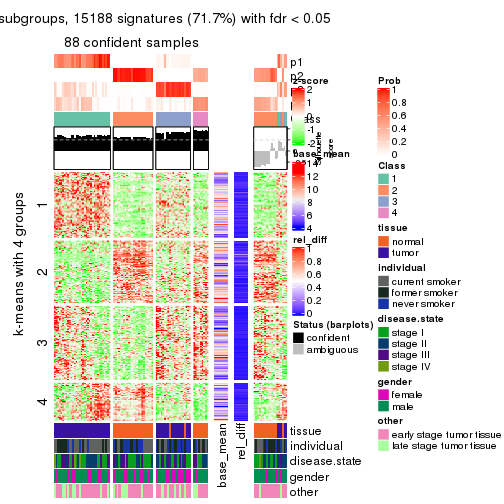 subgroups, 15188 signatures (71.7%) with fdr < 0.05
88 confident samples
p1
p2
z-score
2
1
-1
-2
Prob
1
0.8
0.6
0.4
0.2
0
base_mean
12
10
8
6
4
rel_diff
1
0.8
0.6
0.4
0.2
0
Status (barplots)
confident
ambiguous
Class
1
2
3
4
tissue
normal
tumor
individual
current smoker
former smoker
never smoker
disease.state
stage I
stage II
stage III
stage IV
gender
female
male
other
early stage tumor tissue
late stage tumor tissue
k-means with 4 groups
1
2
3
4
base_mean
rel_diff
tissue
individual
disease.state
gender
other